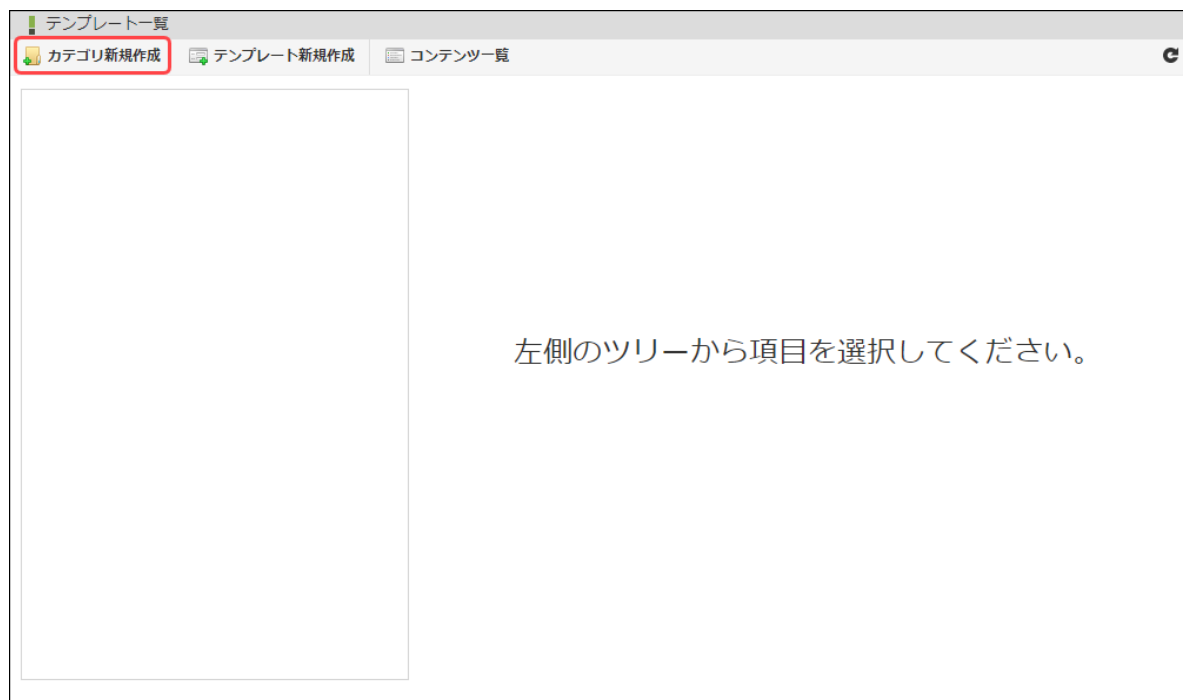 テンプレート一覧
カテゴリ新規作成 テンプレート新規作成 コンテンツ一覧
左側のツリーから項目を選択してください。